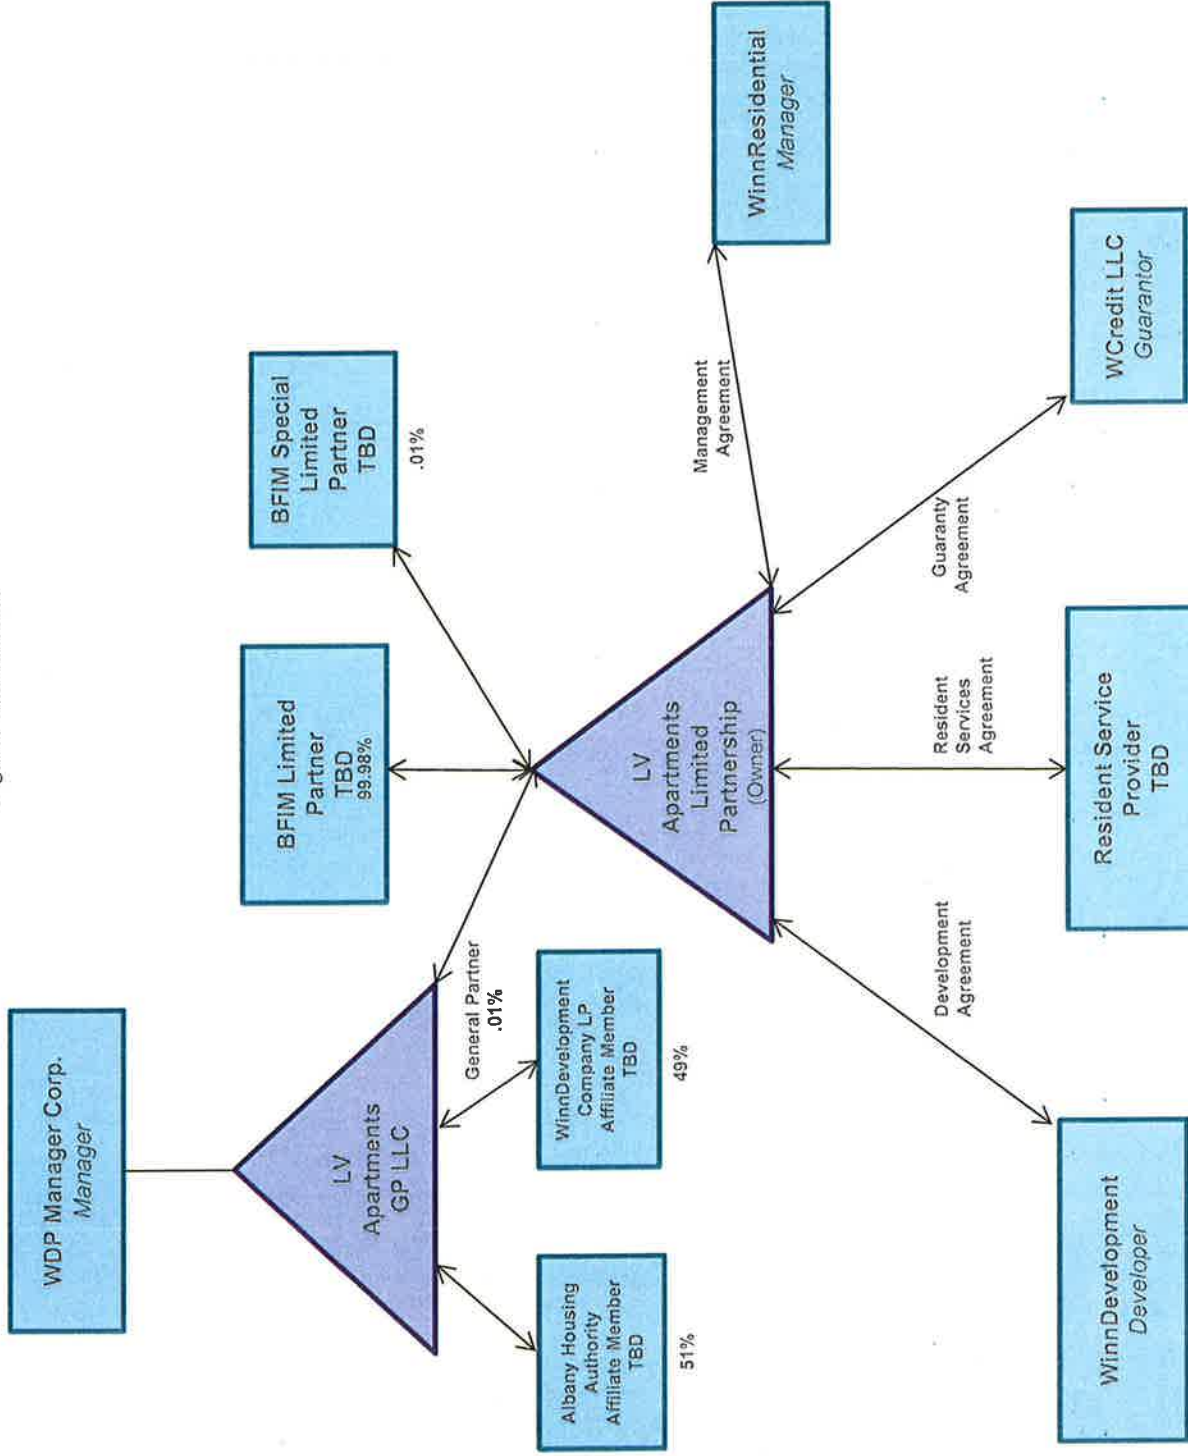 WDP Manager Corp.
Manager
LV
Apartments
GP LLC
General Partner
.01%
Albany Housing
Authority
Affiliate Member
TBD
51%
WinnDevelopment
Company LP
Affiliate Member
TBD
49%
BFIM Limited
Partner
TBD
99.98%
BFIM Special
Limited
Partner
TBD
.01%
LV
Apartments
Limited
Partnership
(Owner)
Management
Agreement
WinnResidential
Manager
Development
Agreement
Resident
Services
Agreement
Guaranty
Agreement
WinnDevelopment
Developer
Resident Service
Provider
TBD
WCredit LLC
Guarantor